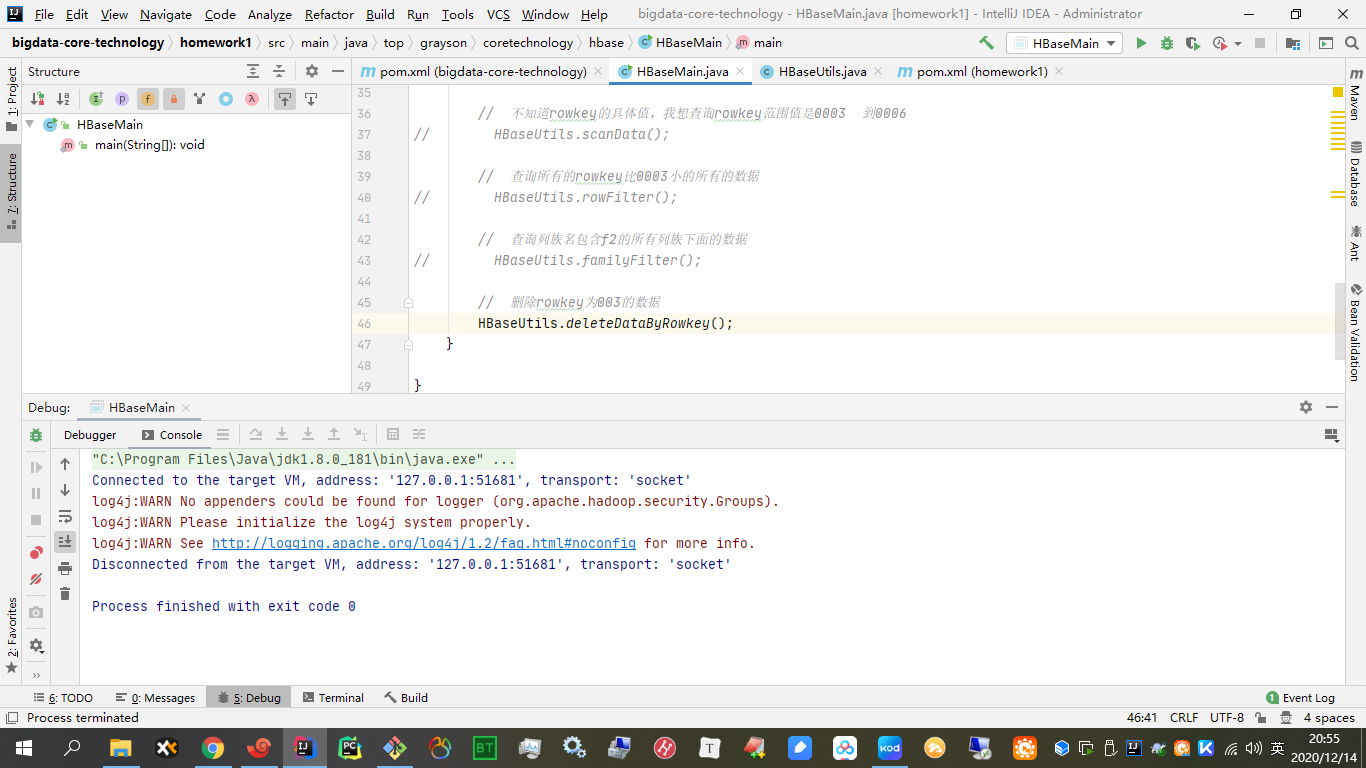 File Edit View Navigate Code Analyze Refactor Build Run Tools VCS Window Help bigdata-core-technology - HBaseMain.java [homework1] - IntelliJ IDEA - Administrator
bigdata-core-technology homework1 src main java top grayson coretechnology hbase HBaseMain main HBaseMain
Structure
pom.xml (bigdata-core-technology) HBaseMain.java HBaseUtils.java pom.xml (homework1)
HBaseMain
main(String[]): void
1: Project
7: Structure
2: Favorites
35
36 // 不知道rowkey的具体值，我想查询rowkey范围值是0003 到0006
37 // HBaseUtils.scanData();
38
39 // 查询所有的rowkey比0003小的所有的数据
40 // HBaseUtils.rowFilter();
41
42 // 查询列族名包含f2的所有列族下面的数据
43 // HBaseUtils.familyFilter();
44
45 // 删除rowkey为003的数据
46 HBaseUtils.deleteDataByRowkey();
47 }
48
49 }
Maven
Database
Ant
Bean Validation
Debug: HBaseMain
Debugger Console
"C:\Program Files\Java\jdk1.8.0_181\bin\java.exe" ...
Connected to the target VM, address: '127.0.0.1:51681', transport: 'socket'
log4j:WARN No appenders could be found for logger (org.apache.hadoop.security.Groups).
log4j:WARN Please initialize the log4j system properly.
log4j:WARN See http://logging.apache.org/log4j/1.2/faq.html#noconfig for more info.
Disconnected from the target VM, address: '127.0.0.1:51681', transport: 'socket'
Process finished with exit code 0
6: TODO 0: Messages 5: Debug Terminal Build 1 Event Log
Process terminated 46:41 CRLF UTF-8 4 spaces
PC BT T kod 英 20:55
2020/12/14